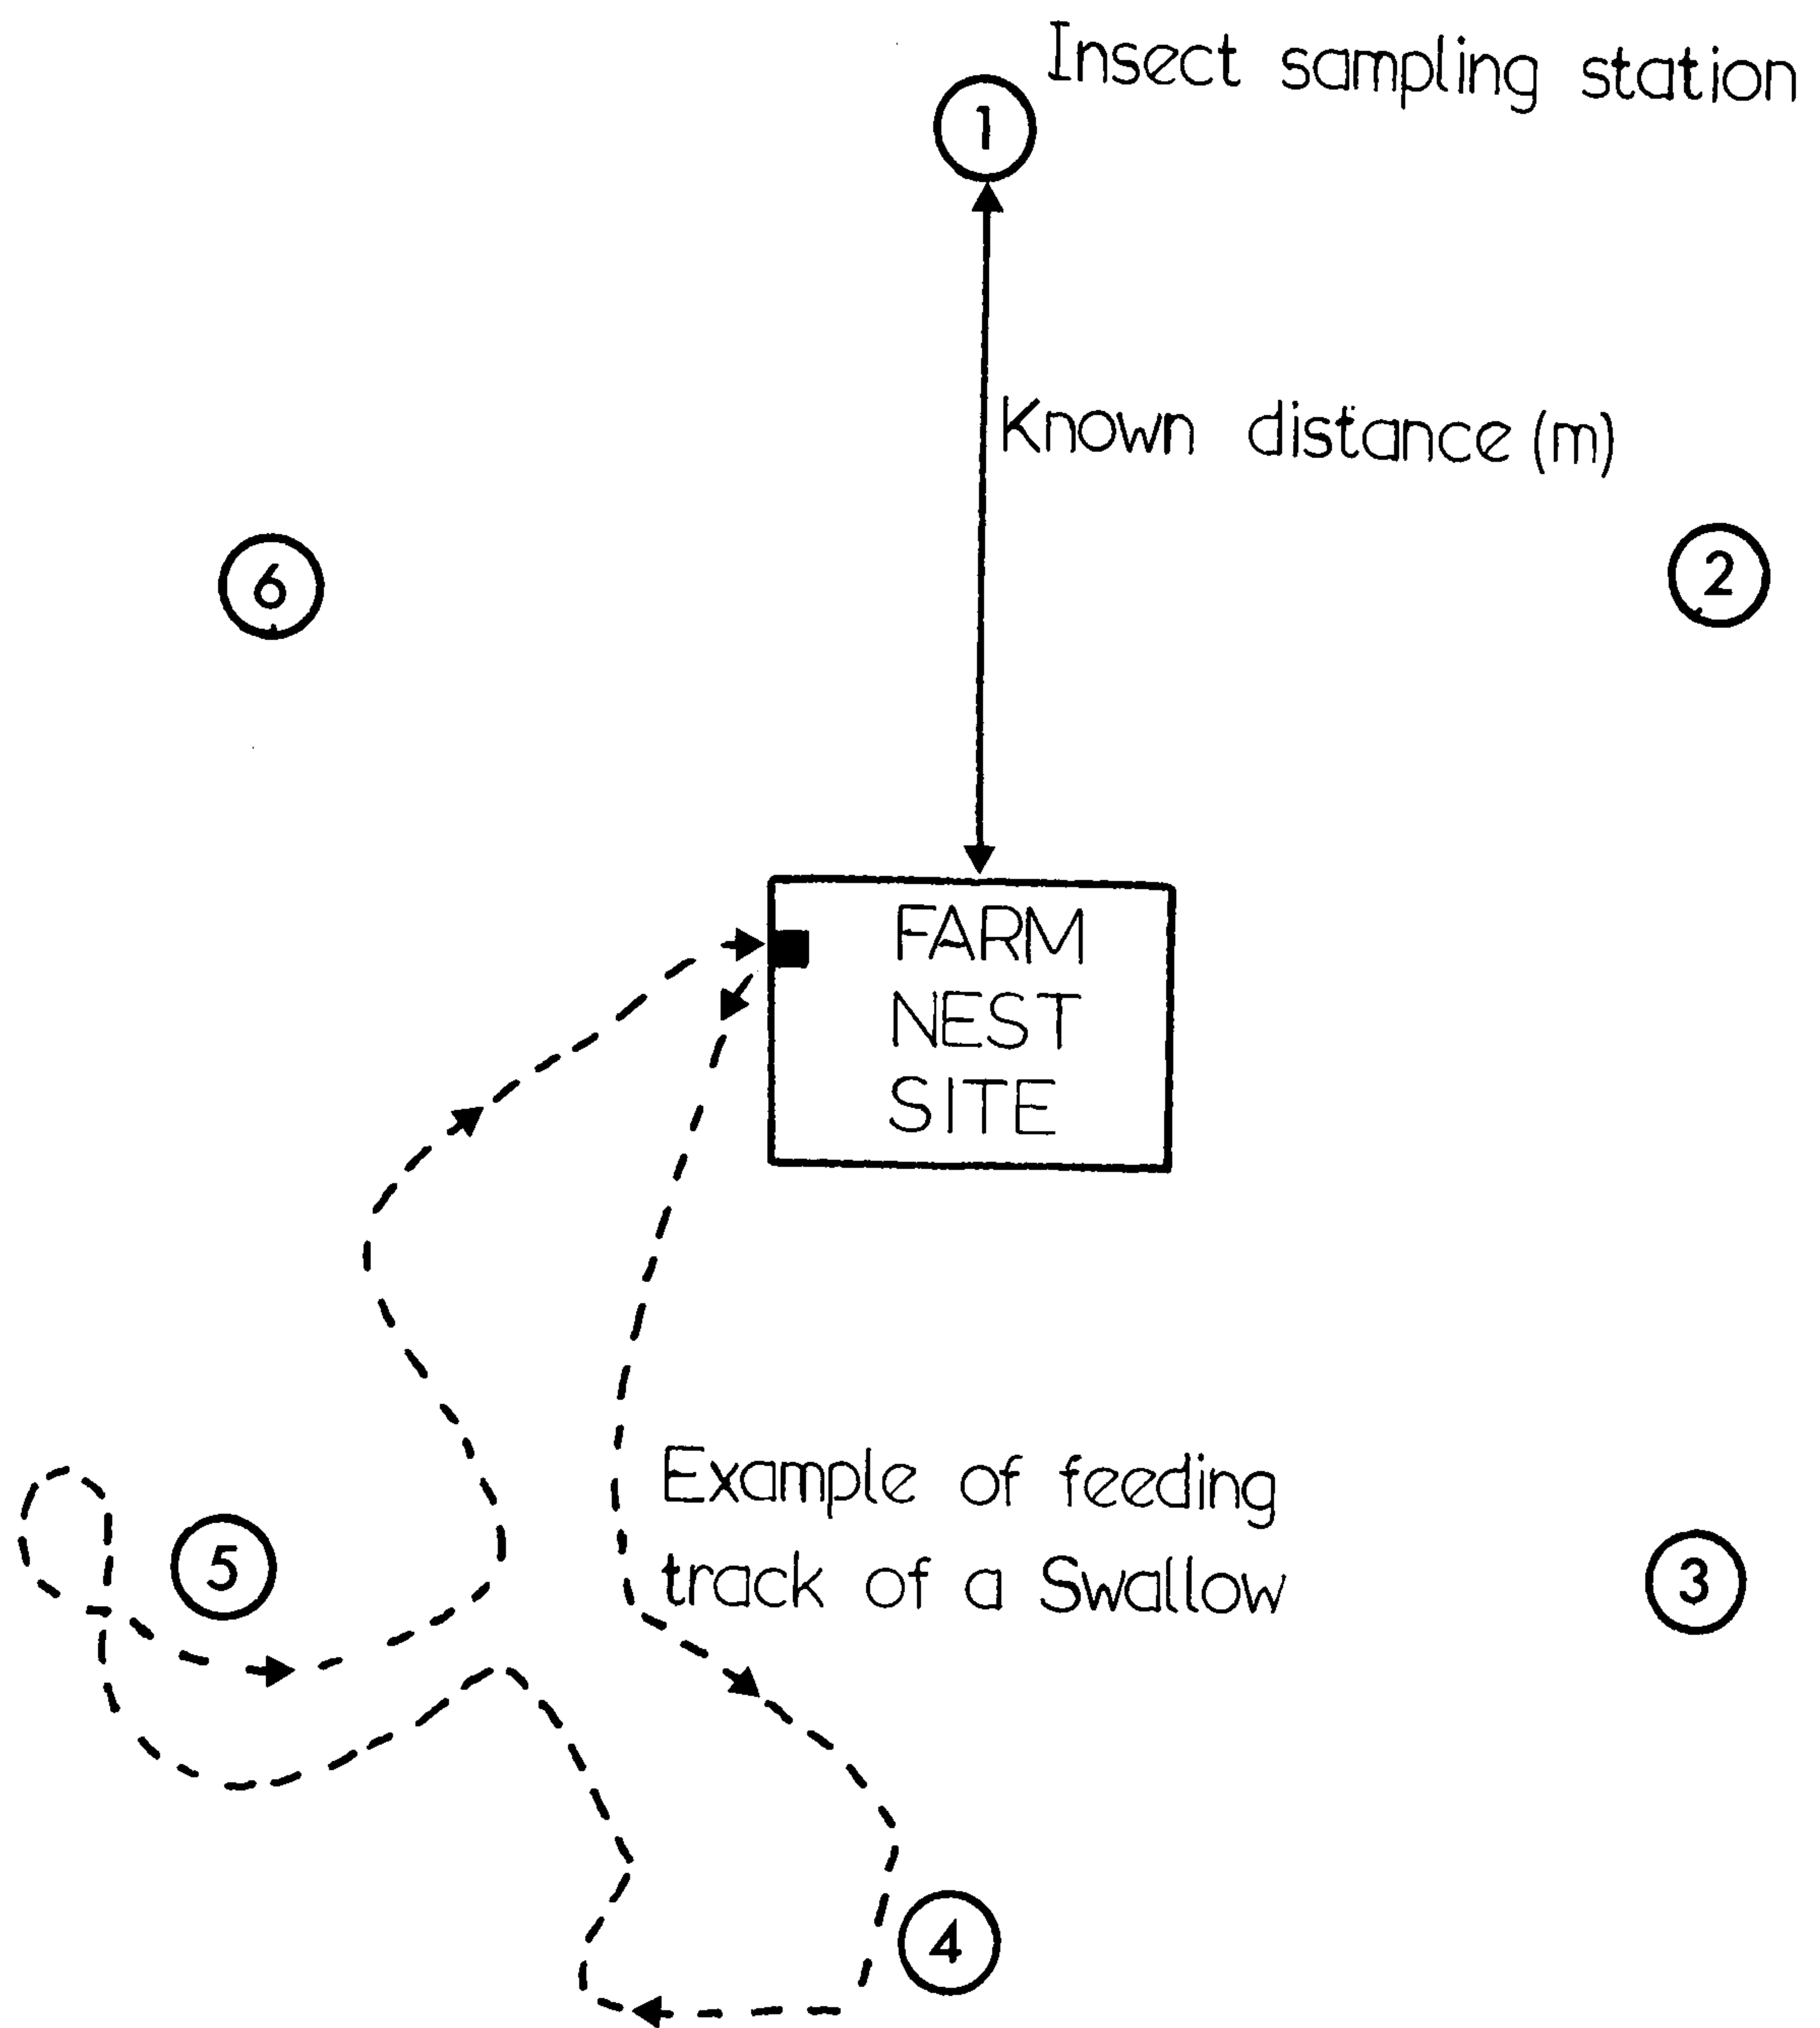 Insect sampling station
1
Known distance (m)
6
2
FARM
NEST
SITE
Example of feeding
track of a Swallow
5
3
4